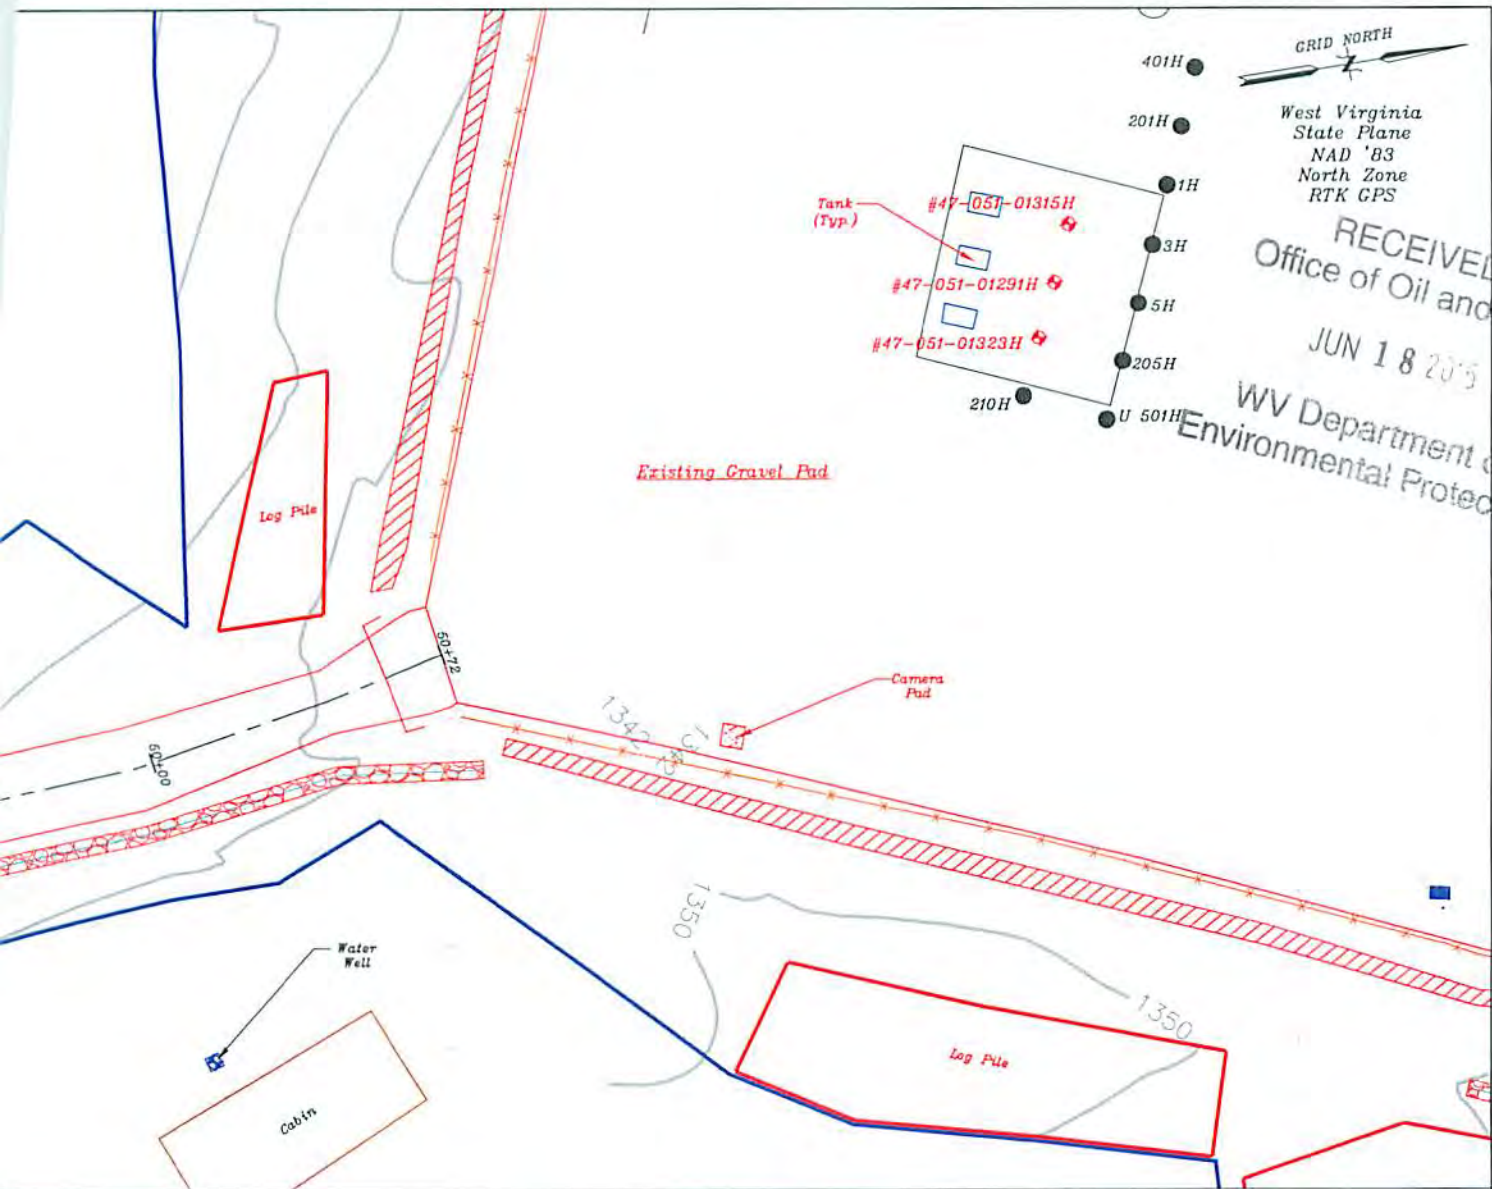 GRID NORTH
West Virginia
State Plane
NAD '83
North Zone
RTK GPS
401H
201H
1H
3H
5H
205H
U 501H
210H
Tank
(Typ.)
#47-051-01315H
#47-051-01291H
#47-051-01323H
RECEIVED
Office of Oil and
JUN 18
WV Department
Environmental Protec
Existing Gravel Pad
Log Pile
50+72
50+00
Camera
Pad
1342
1350
1350
Water
Well
Cabin
Log Pile